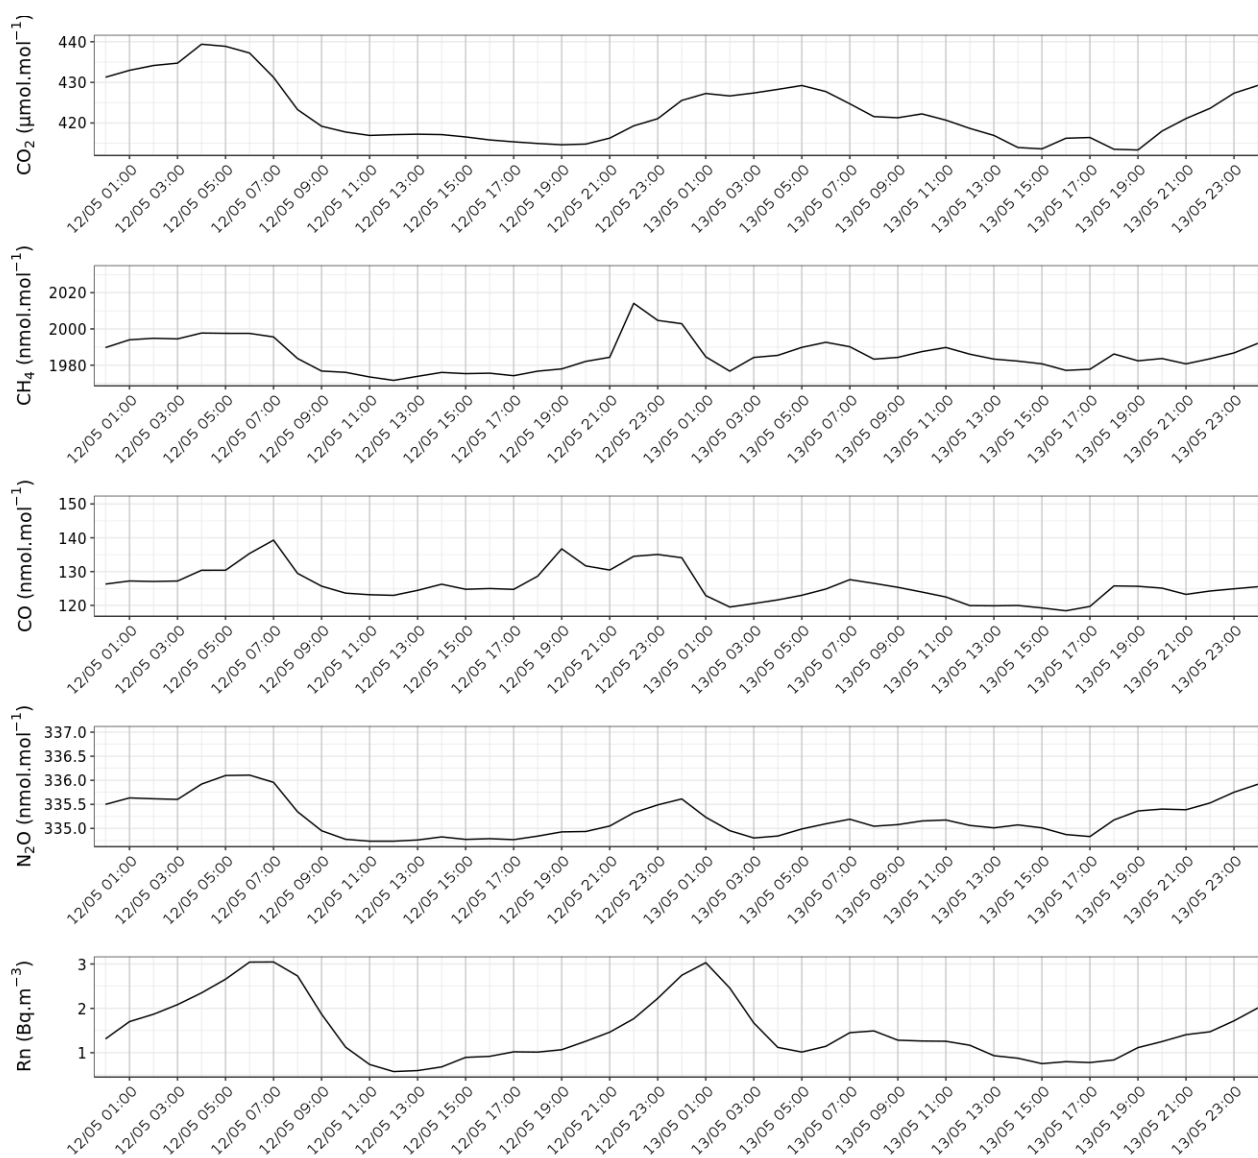 CO₂ (µmol.mol⁻¹)
440
430
420
12/05 01:00 12/05 03:00 12/05 05:00 12/05 07:00 12/05 09:00 12/05 11:00 12/05 13:00 12/05 15:00 12/05 17:00 12/05 19:00 12/05 21:00 12/05 23:00 13/05 01:00 13/05 03:00 13/05 05:00 13/05 07:00 13/05 09:00 13/05 11:00 13/05 13:00 13/05 15:00 13/05 17:00 13/05 19:00 13/05 21:00 13/05 23:00
CH₄ (nmol.mol⁻¹)
2020
2000
1980
12/05 01:00 12/05 03:00 12/05 05:00 12/05 07:00 12/05 09:00 12/05 11:00 12/05 13:00 12/05 15:00 12/05 17:00 12/05 19:00 12/05 21:00 12/05 23:00 13/05 01:00 13/05 03:00 13/05 05:00 13/05 07:00 13/05 09:00 13/05 11:00 13/05 13:00 13/05 15:00 13/05 17:00 13/05 19:00 13/05 21:00 13/05 23:00
CO (nmol.mol⁻¹)
150
140
130
120
12/05 01:00 12/05 03:00 12/05 05:00 12/05 07:00 12/05 09:00 12/05 11:00 12/05 13:00 12/05 15:00 12/05 17:00 12/05 19:00 12/05 21:00 12/05 23:00 13/05 01:00 13/05 03:00 13/05 05:00 13/05 07:00 13/05 09:00 13/05 11:00 13/05 13:00 13/05 15:00 13/05 17:00 13/05 19:00 13/05 21:00 13/05 23:00
N₂O (nmol.mol⁻¹)
337.0
336.5
336.0
335.5
335.0
12/05 01:00 12/05 03:00 12/05 05:00 12/05 07:00 12/05 09:00 12/05 11:00 12/05 13:00 12/05 15:00 12/05 17:00 12/05 19:00 12/05 21:00 12/05 23:00 13/05 01:00 13/05 03:00 13/05 05:00 13/05 07:00 13/05 09:00 13/05 11:00 13/05 13:00 13/05 15:00 13/05 17:00 13/05 19:00 13/05 21:00 13/05 23:00
Rn (Bq.m⁻³)
3
2
1
12/05 01:00 12/05 03:00 12/05 05:00 12/05 07:00 12/05 09:00 12/05 11:00 12/05 13:00 12/05 15:00 12/05 17:00 12/05 19:00 12/05 21:00 12/05 23:00 13/05 01:00 13/05 03:00 13/05 05:00 13/05 07:00 13/05 09:00 13/05 11:00 13/05 13:00 13/05 15:00 13/05 17:00 13/05 19:00 13/05 21:00 13/05 23:00